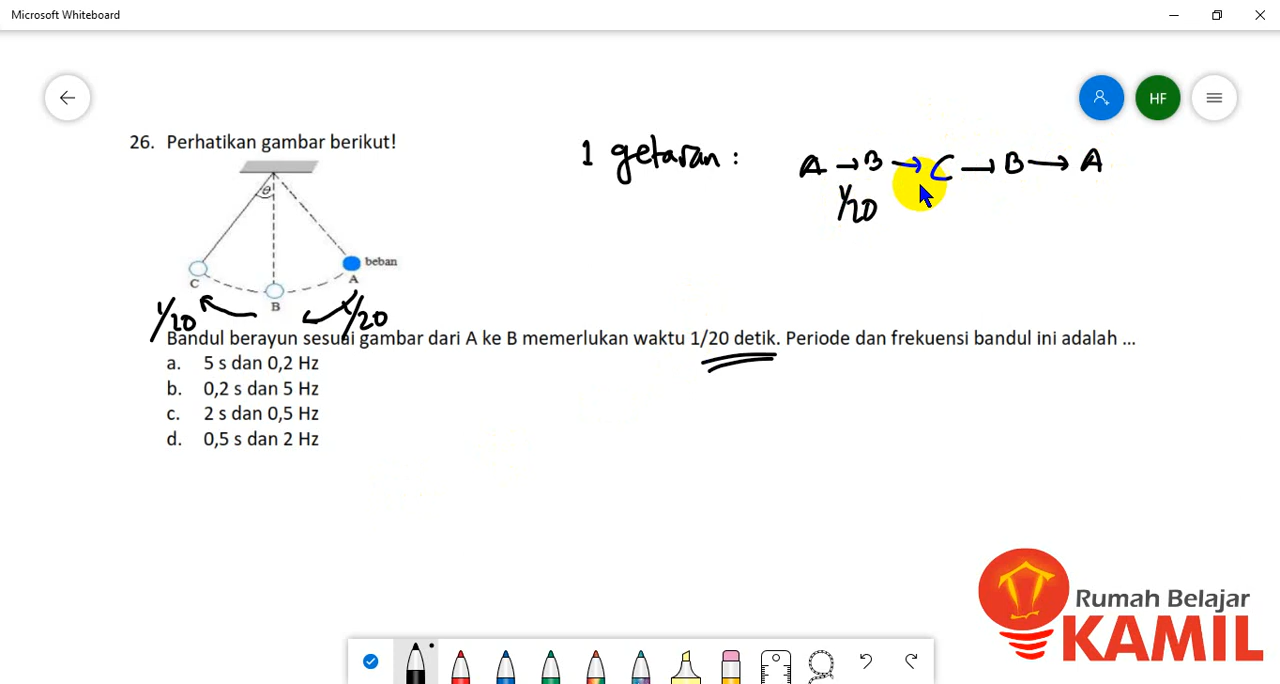 Microsoft Whiteboard
HF
26. Perhatikan gambar berikut!
1 getaran : A → B → C → B → A
1/20
θ
beban
C
B
A
1/20
1/20
Bandul berayun sesuai gambar dari A ke B memerlukan waktu 1/20 detik. Periode dan frekuensi bandul ini adalah ...
a. 5 s dan 0,2 Hz
b. 0,2 s dan 5 Hz
c. 2 s dan 0,5 Hz
d. 0,5 s dan 2 Hz
Rumah Belajar
KAMIL